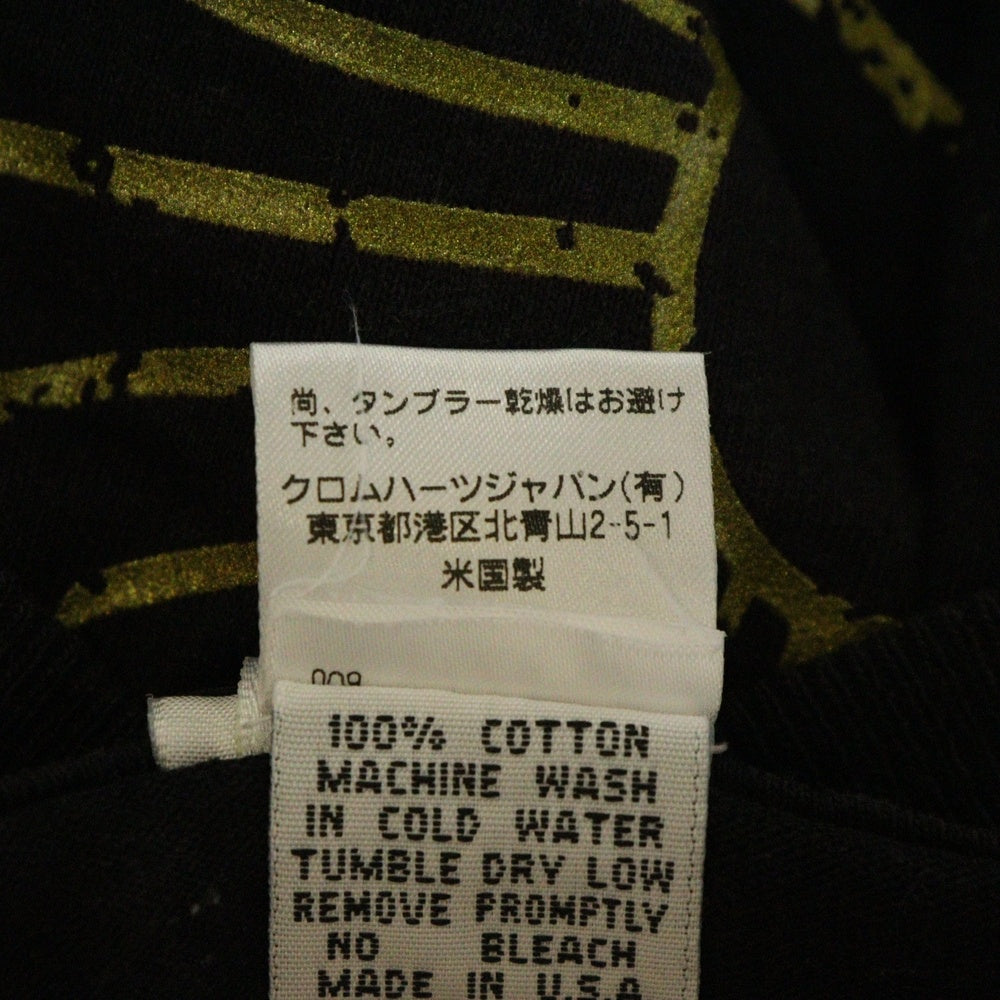 尚、タンブラー乾燥はお避け
下さい。
クロムハーツジャパン(有)
東京都港区北青山2-5-1
米国製
100% COTTON
MACHINE WASH
IN COLD WATER
TUMBLE DRY LOW
REMOVE PROMPTLY
NO BLEACH
MADE IN U.S.A